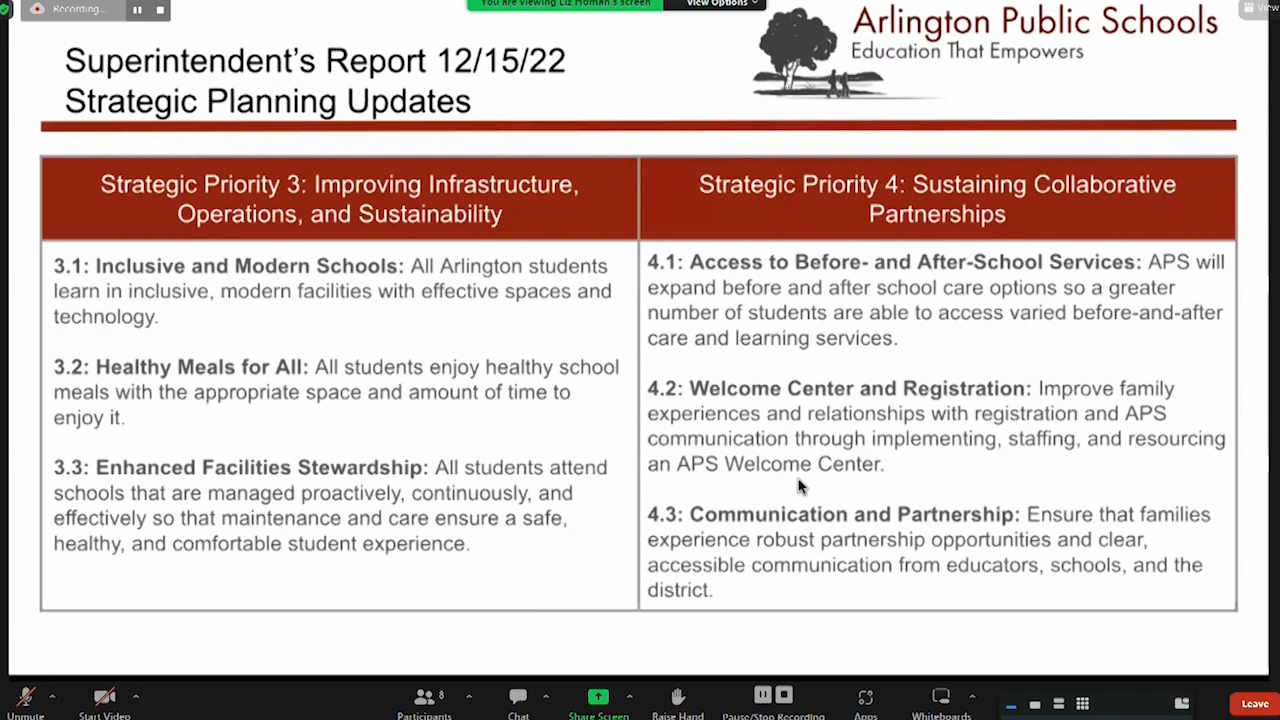 Recording...
You are viewing Liz Homan's screen
View Options
View
Arlington Public Schools
Education That Empowers
Superintendent's Report 12/15/22
Strategic Planning Updates
Strategic Priority 3: Improving Infrastructure,
Operations, and Sustainability
3.1: Inclusive and Modern Schools: All Arlington students
learn in inclusive, modern facilities with effective spaces and
technology.
3.2: Healthy Meals for All: All students enjoy healthy school
meals with the appropriate space and amount of time to
enjoy it.
3.3: Enhanced Facilities Stewardship: All students attend
schools that are managed proactively, continuously, and
effectively so that maintenance and care ensure a safe,
healthy, and comfortable student experience.
Strategic Priority 4: Sustaining Collaborative
Partnerships
4.1: Access to Before- and After-School Services: APS will
expand before and after school care options so a greater
number of students are able to access varied before-and-after
care and learning services.
4.2: Welcome Center and Registration: Improve family
experiences and relationships with registration and APS
communication through implementing, staffing, and resourcing
an APS Welcome Center.
4.3: Communication and Partnership: Ensure that families
experience robust partnership opportunities and clear,
accessible communication from educators, schools, and the
district.
Unmute
Start Video
8
Participants
Chat
Share Screen
Raise Hand
Pause/Stop Recording
Apps
Whiteboards
Leave